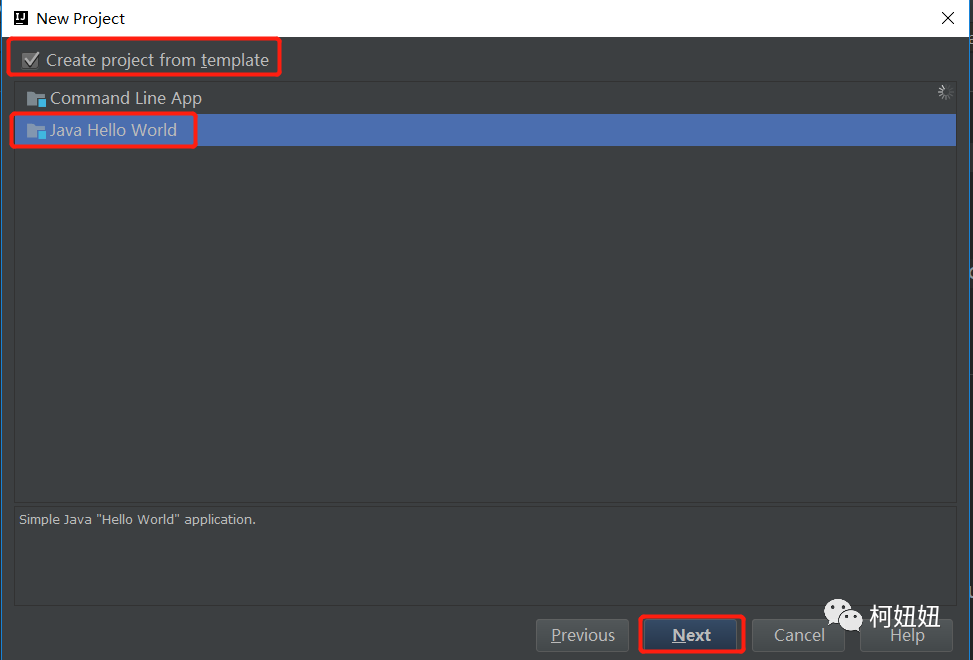 New Project
Create project from template
Command Line App
Java Hello World
Simple Java "Hello World" application.
Previous
Next
Cancel
Help
柯妞妞